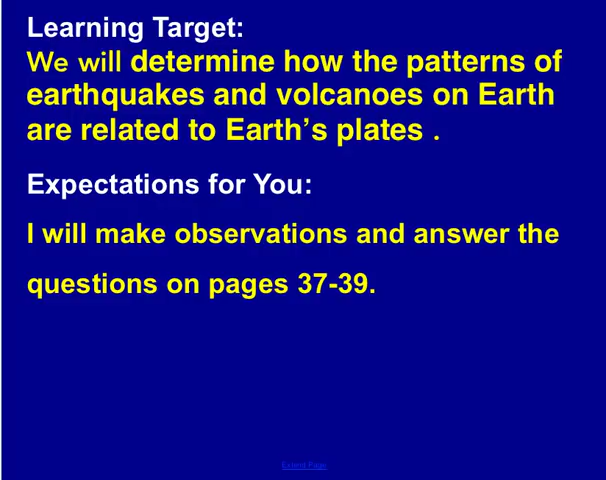 Learning Target:
We will determine how the patterns of
earthquakes and volcanoes on Earth
are related to Earth’s plates .
Expectations for You:
I will make observations and answer the
questions on pages 37-39.
Extend Page